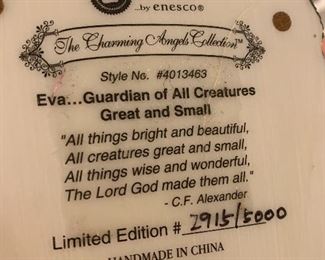 ...by enesco®
The Charming Angels Collection™
Style No. #4013463
Eva...Guardian of All Creatures
Great and Small
"All things bright and beautiful,
All creatures great and small,
All things wise and wonderful,
The Lord God made them all."
- C.F. Alexander
Limited Edition # 2915/5000
HANDMADE IN CHINA